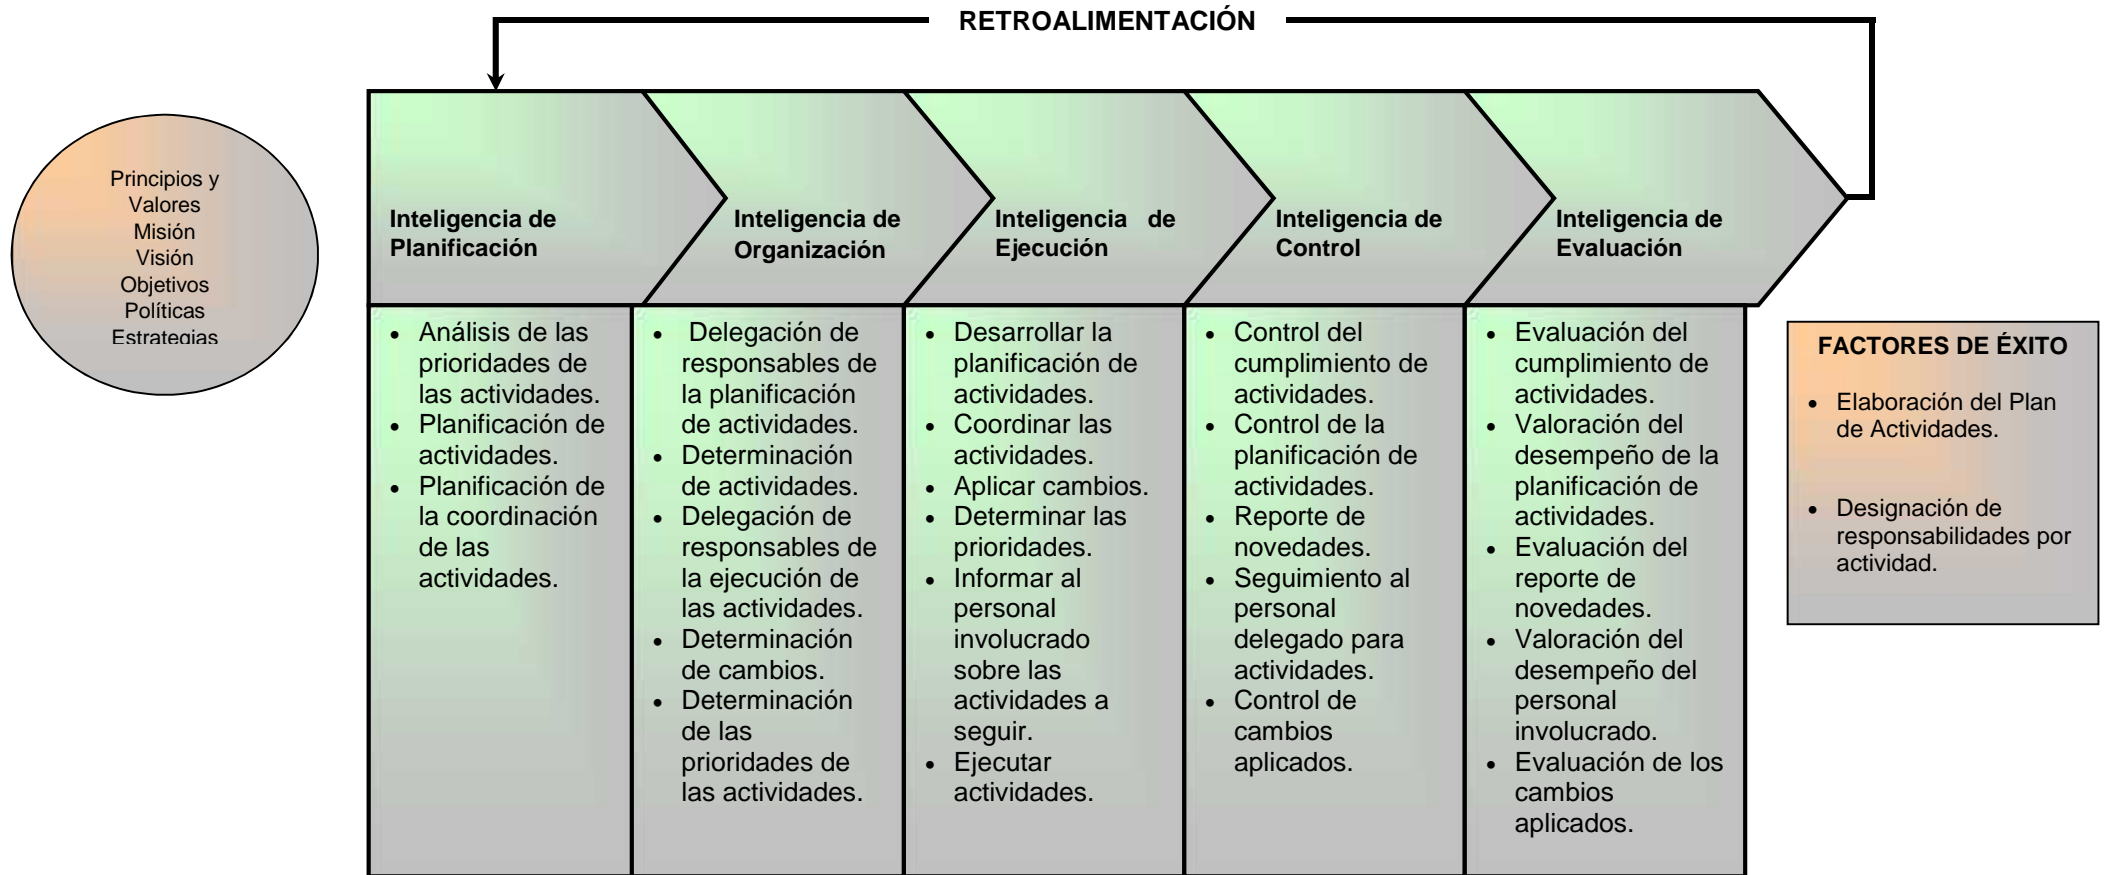 RETROALIMENTACIÓN
Principios y
Valores
Misión
Visión
Objetivos
Políticas
Estrategias
Inteligencia de
Planificación
Inteligencia de
Organización
Inteligencia de
Ejecución
Inteligencia de
Control
Inteligencia de
Evaluación
• Análisis de las
prioridades de
las actividades.
• Planificación de
actividades.
• Planificación de
la coordinación
de las
actividades.
• Delegación de
responsables de
la planificación
de actividades.
• Determinación
de actividades.
• Delegación de
responsables de
la ejecución de
las actividades.
• Determinación
de cambios.
• Determinación
de las
prioridades de
las actividades.
• Desarrollar la
planificación de
actividades.
• Coordinar las
actividades.
• Aplicar cambios.
• Determinar las
prioridades.
• Informar al
personal
involucrado
sobre las
actividades a
seguir.
• Ejecutar
actividades.
• Control del
cumplimiento de
actividades.
• Control de la
planificación de
actividades.
• Reporte de
novedades.
• Seguimiento al
personal
delegado para
actividades.
• Control de
cambios
aplicados.
• Evaluación del
cumplimiento de
actividades.
• Valoración del
desempeño de la
planificación de
actividades.
• Evaluación del
reporte de
novedades.
• Valoración del
desempeño del
personal
involucrado.
• Evaluación de los
cambios
aplicados.
FACTORES DE ÉXITO
• Elaboración del Plan
de Actividades.
• Designación de
responsabilidades por
actividad.